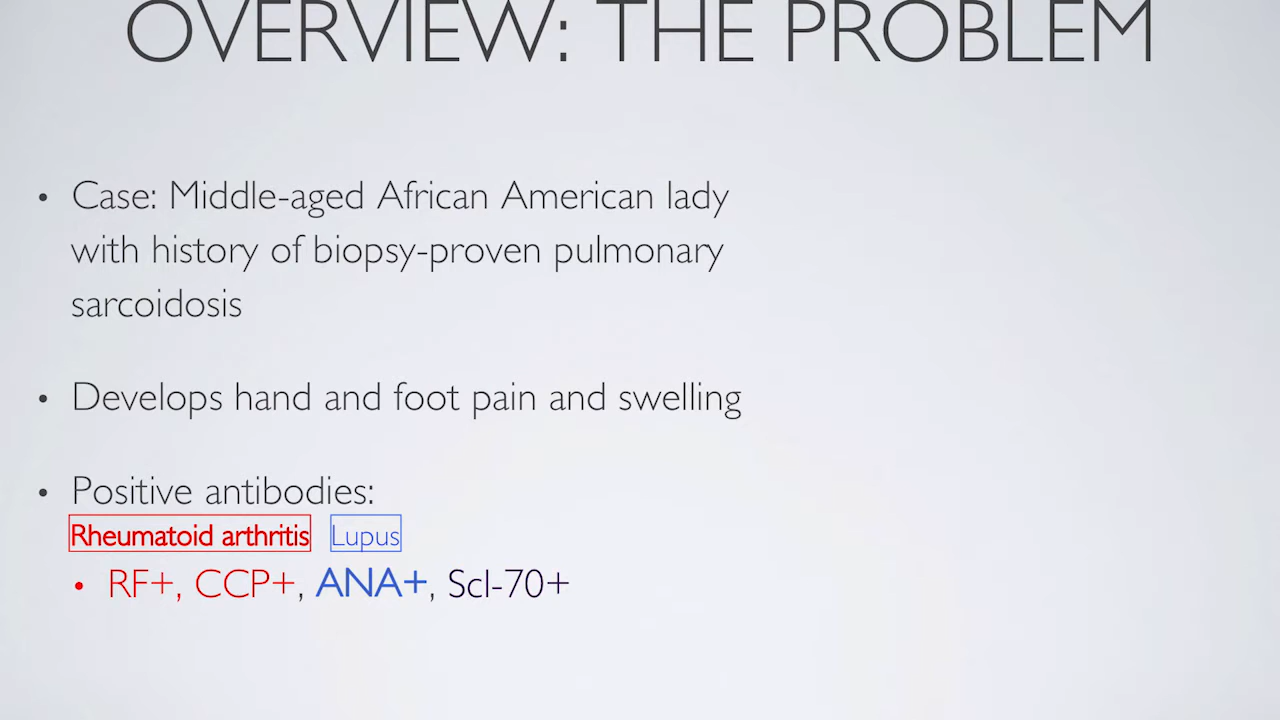 OVERVIEW: THE PROBLEM
• Case: Middle-aged African American lady
with history of biopsy-proven pulmonary
sarcoidosis
• Develops hand and foot pain and swelling
• Positive antibodies:
Rheumatoid arthritis Lupus
• RF+, CCP+, ANA+, Scl-70+